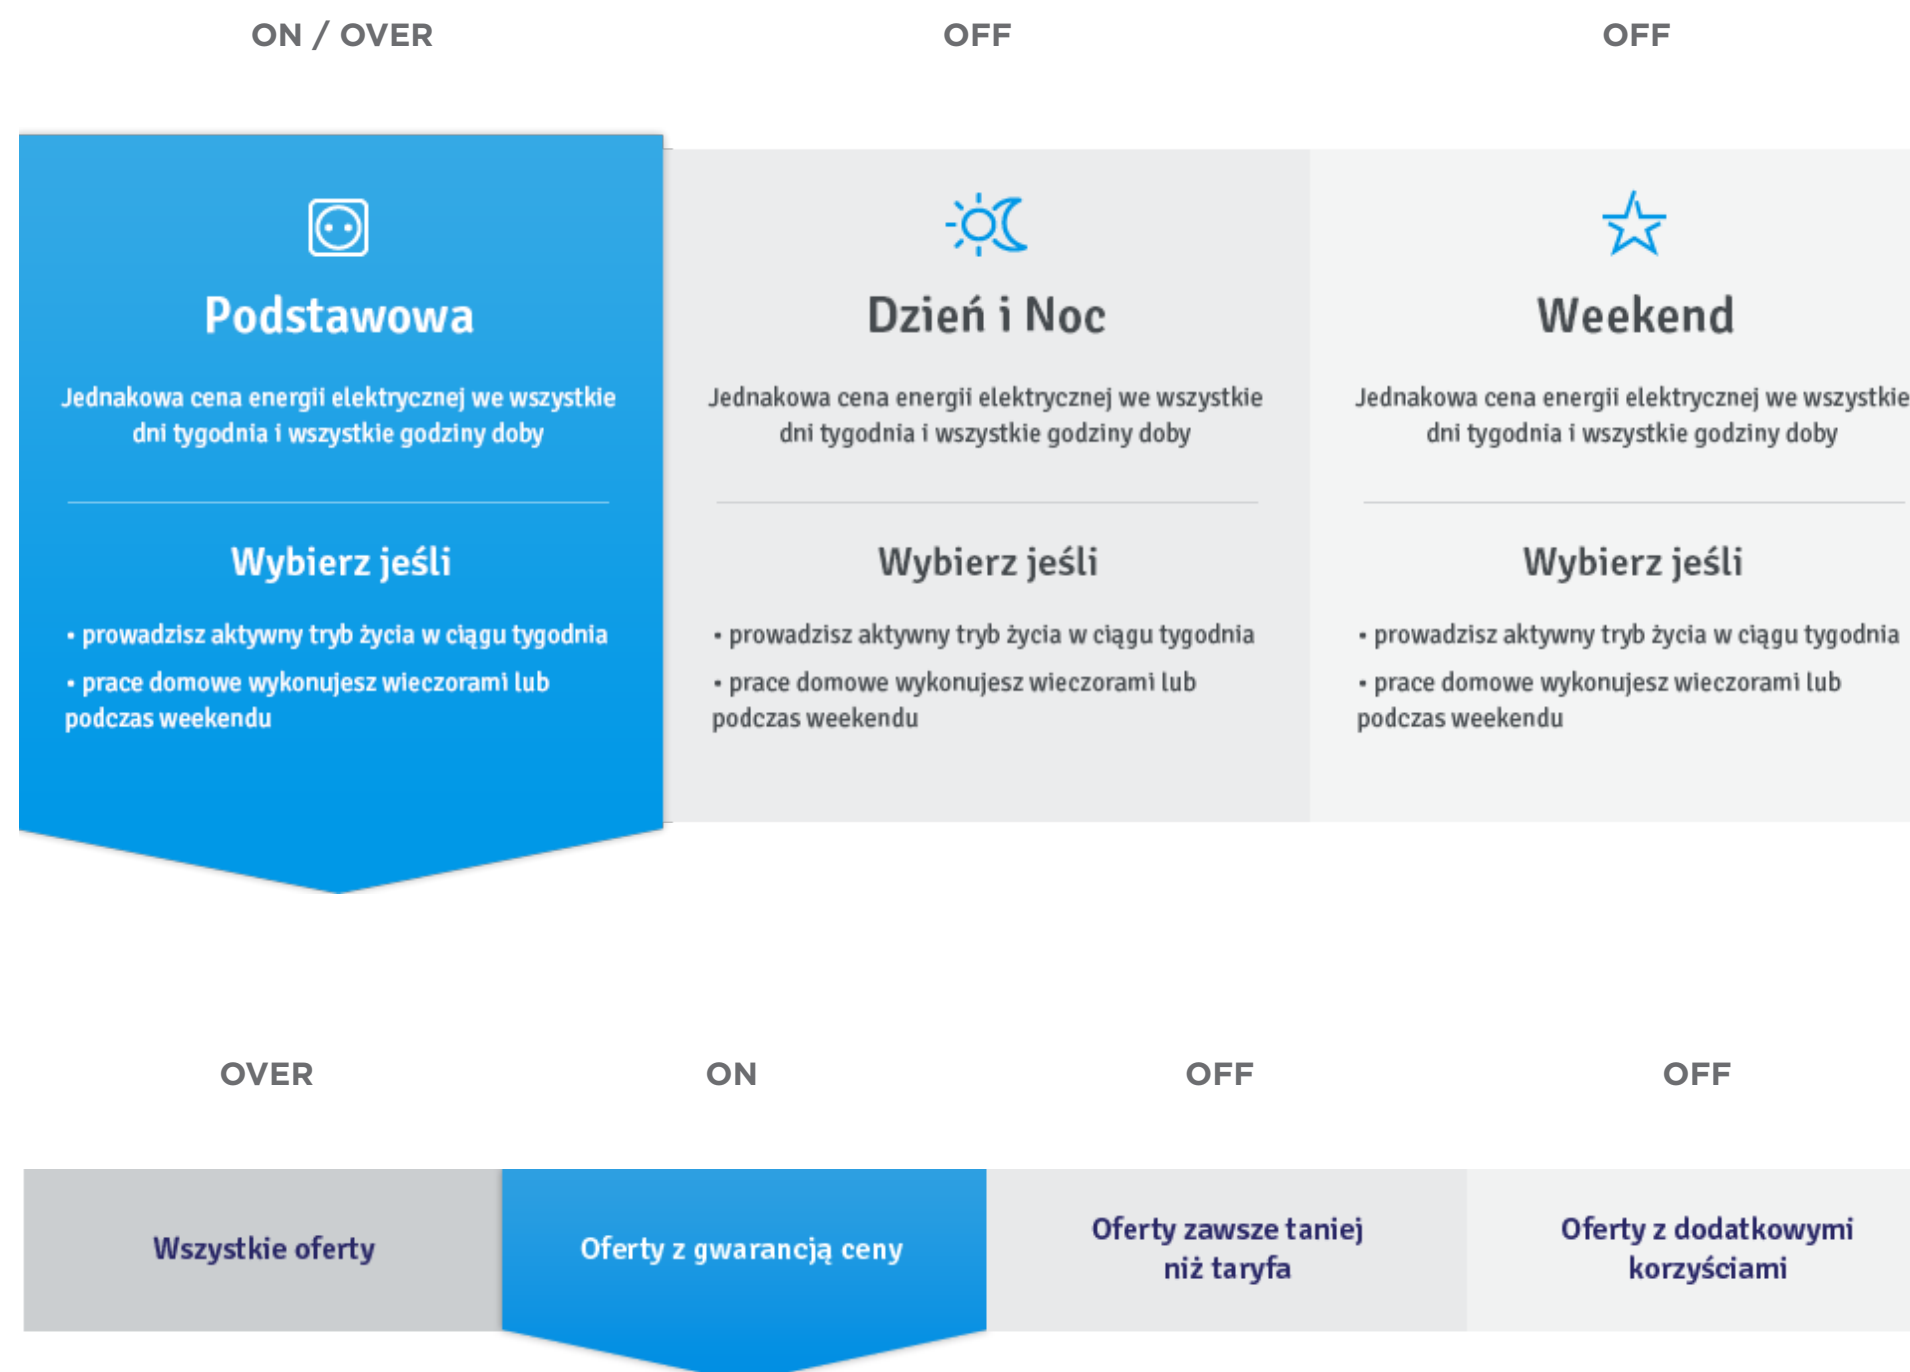 ON / OVER
OFF
OFF
Podstawowa
Jednakowa cena energii elektrycznej we wszystkie
dni tygodnia i wszystkie godziny doby
Wybierz jeśli
• prowadzisz aktywny tryb życia w ciągu tygodnia
• prace domowe wykonujesz wieczorami lub
podczas weekendu
Dzień i Noc
Jednakowa cena energii elektrycznej we wszystkie
dni tygodnia i wszystkie godziny doby
Wybierz jeśli
• prowadzisz aktywny tryb życia w ciągu tygodnia
• prace domowe wykonujesz wieczorami lub
podczas weekendu
Weekend
Jednakowa cena energii elektrycznej we wszystkie
dni tygodnia i wszystkie godziny doby
Wybierz jeśli
• prowadzisz aktywny tryb życia w ciągu tygodnia
• prace domowe wykonujesz wieczorami lub
podczas weekendu
OVER
ON
OFF
OFF
Wszystkie oferty
Oferty z gwarancją ceny
Oferty zawsze taniej
niż taryfa
Oferty z dodatkowymi
korzyściami